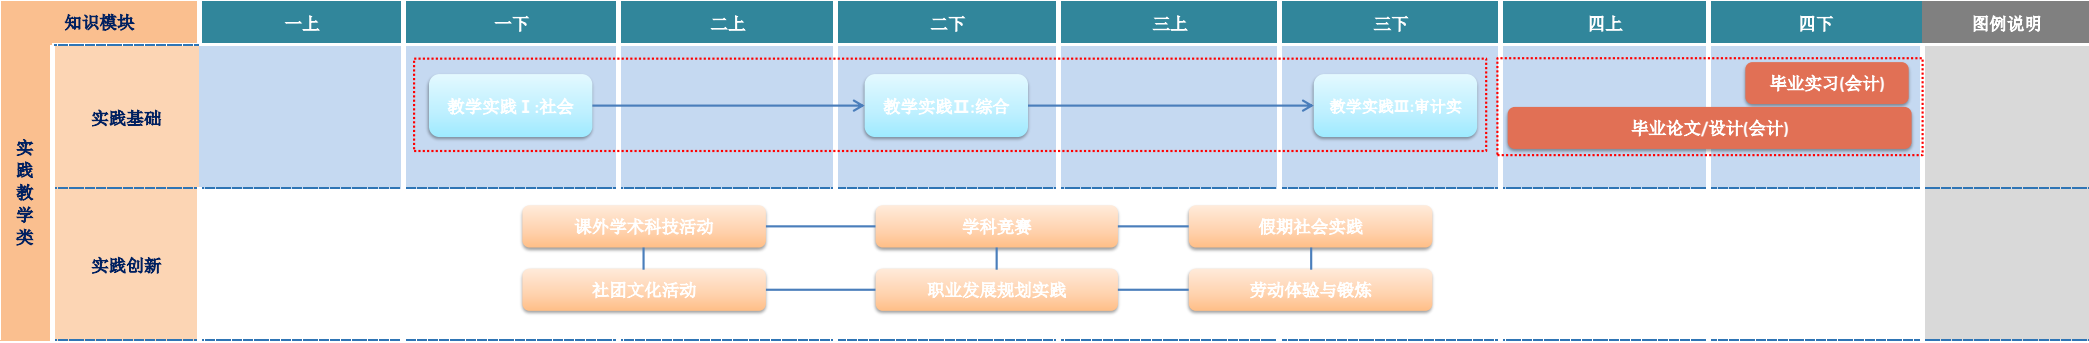 知识模块
一上
一下
二上
二下
三上
三下
四上
四下
图例说明
实践教学类
实践基础
教学实践Ⅰ:社会
教学实践Ⅱ:综合
教学实践Ⅲ:审计实
毕业实习(会计)
毕业论文/设计(会计)
实践创新
课外学术科技活动
学科竞赛
假期社会实践
社团文化活动
职业发展规划实践
劳动体验与锻炼